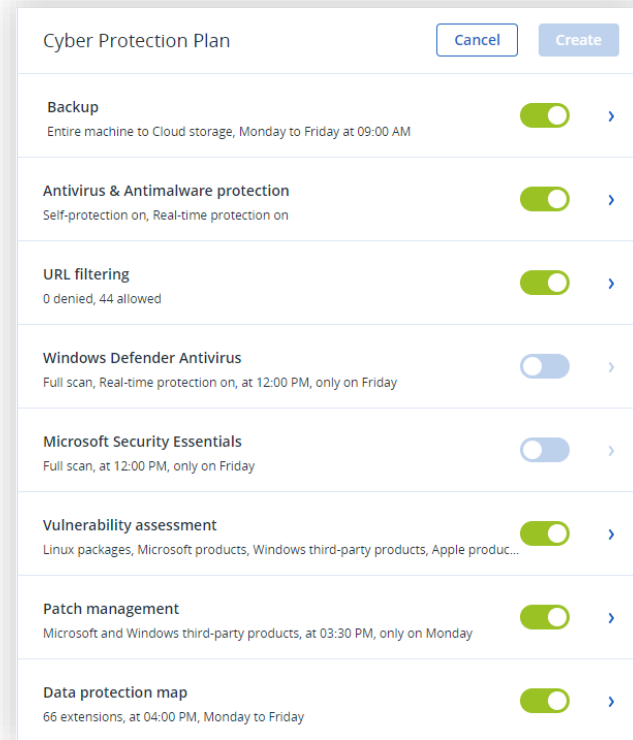 Cyber Protection Plan
Cancel
Create
Backup
Entire machine to Cloud storage, Monday to Friday at 09:00 AM
Antivirus & Antimalware protection
Self-protection on, Real-time protection on
URL filtering
0 denied, 44 allowed
Windows Defender Antivirus
Full scan, Real-time protection on, at 12:00 PM, only on Friday
Microsoft Security Essentials
Full scan, at 12:00 PM, only on Friday
Vulnerability assessment
Linux packages, Microsoft products, Windows third-party products, Apple produc...
Patch management
Microsoft and Windows third-party products, at 03:30 PM, only on Monday
Data protection map
66 extensions, at 04:00 PM, Monday to Friday